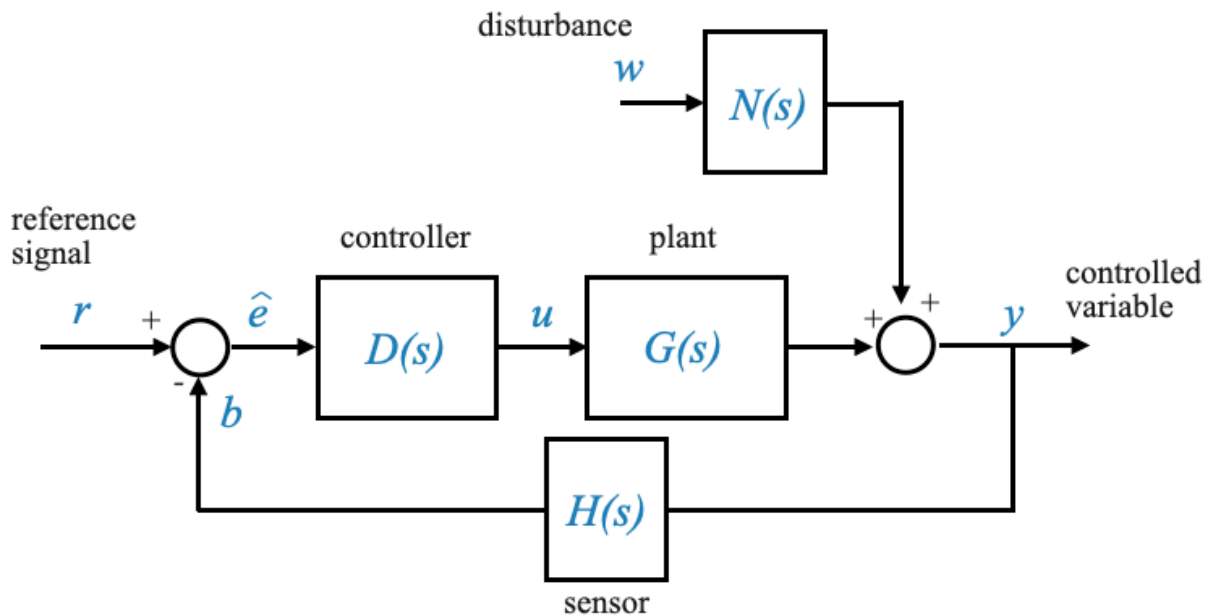 disturbance
w
N(s)
reference
signal
controller
plant
controlled
variable
r
+
ê
u
+
+
y
D(s)
G(s)
-
b
H(s)
sensor